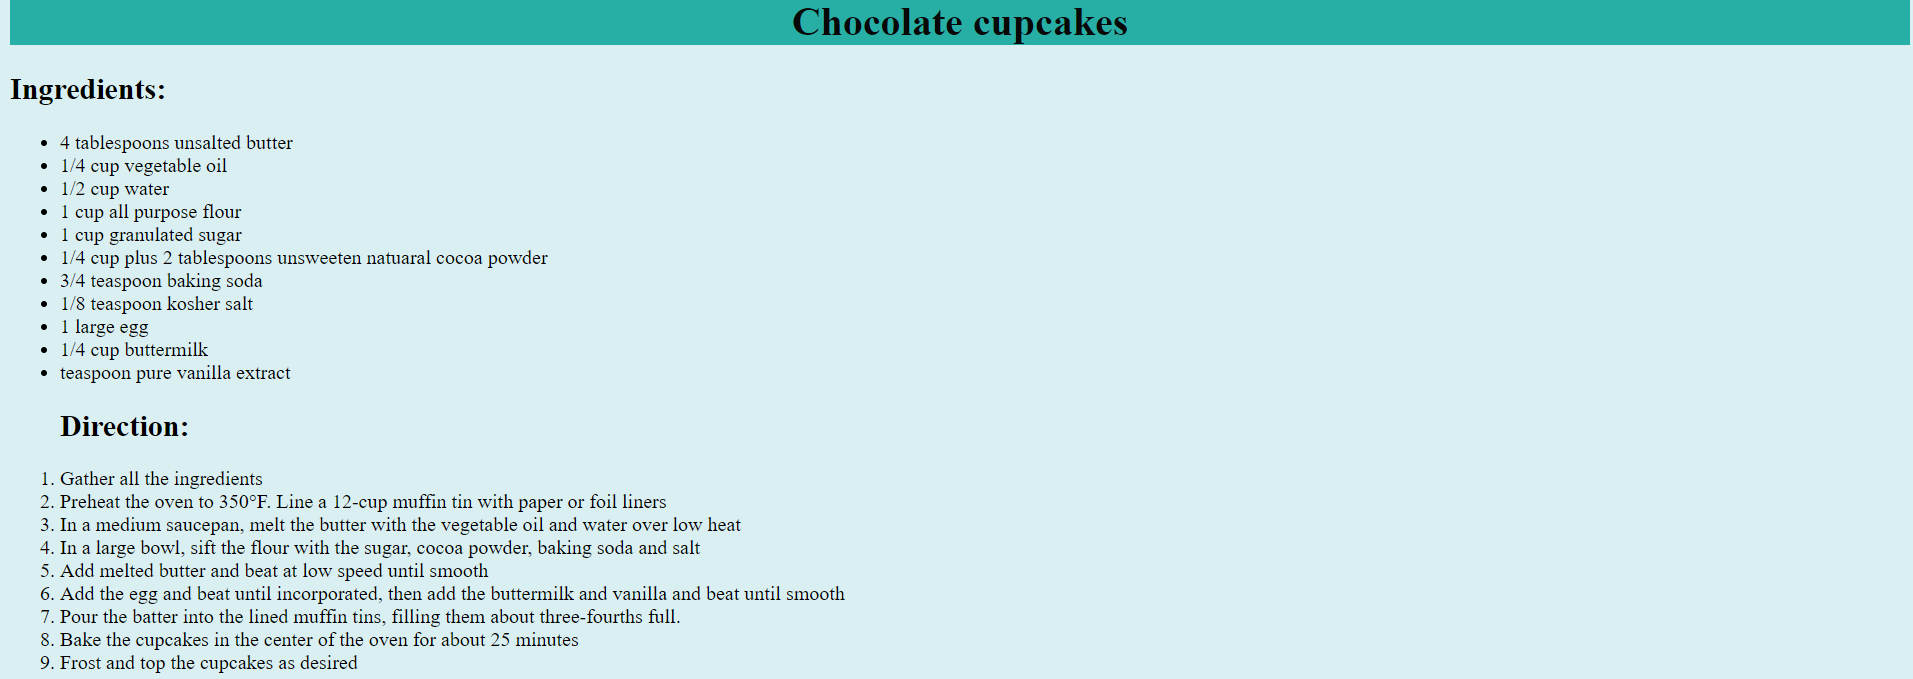 Chocolate cupcakes
Ingredients:
• 4 tablespoons unsalted butter
• 1/4 cup vegetable oil
• 1/2 cup water
• 1 cup all purpose flour
• 1 cup granulated sugar
• 1/4 cup plus 2 tablespoons unsweeten natuaral cocoa powder
• 3/4 teaspoon baking soda
• 1/8 teaspoon kosher salt
• 1 large egg
• 1/4 cup buttermilk
• teaspoon pure vanilla extract
Direction:
1. Gather all the ingredients
2. Preheat the oven to 350°F. Line a 12-cup muffin tin with paper or foil liners
3. In a medium saucepan, melt the butter with the vegetable oil and water over low heat
4. In a large bowl, sift the flour with the sugar, cocoa powder, baking soda and salt
5. Add melted butter and beat at low speed until smooth
6. Add the egg and beat until incorporated, then add the buttermilk and vanilla and beat until smooth
7. Pour the batter into the lined muffin tins, filling them about three-fourths full.
8. Bake the cupcakes in the center of the oven for about 25 minutes
9. Frost and top the cupcakes as desired